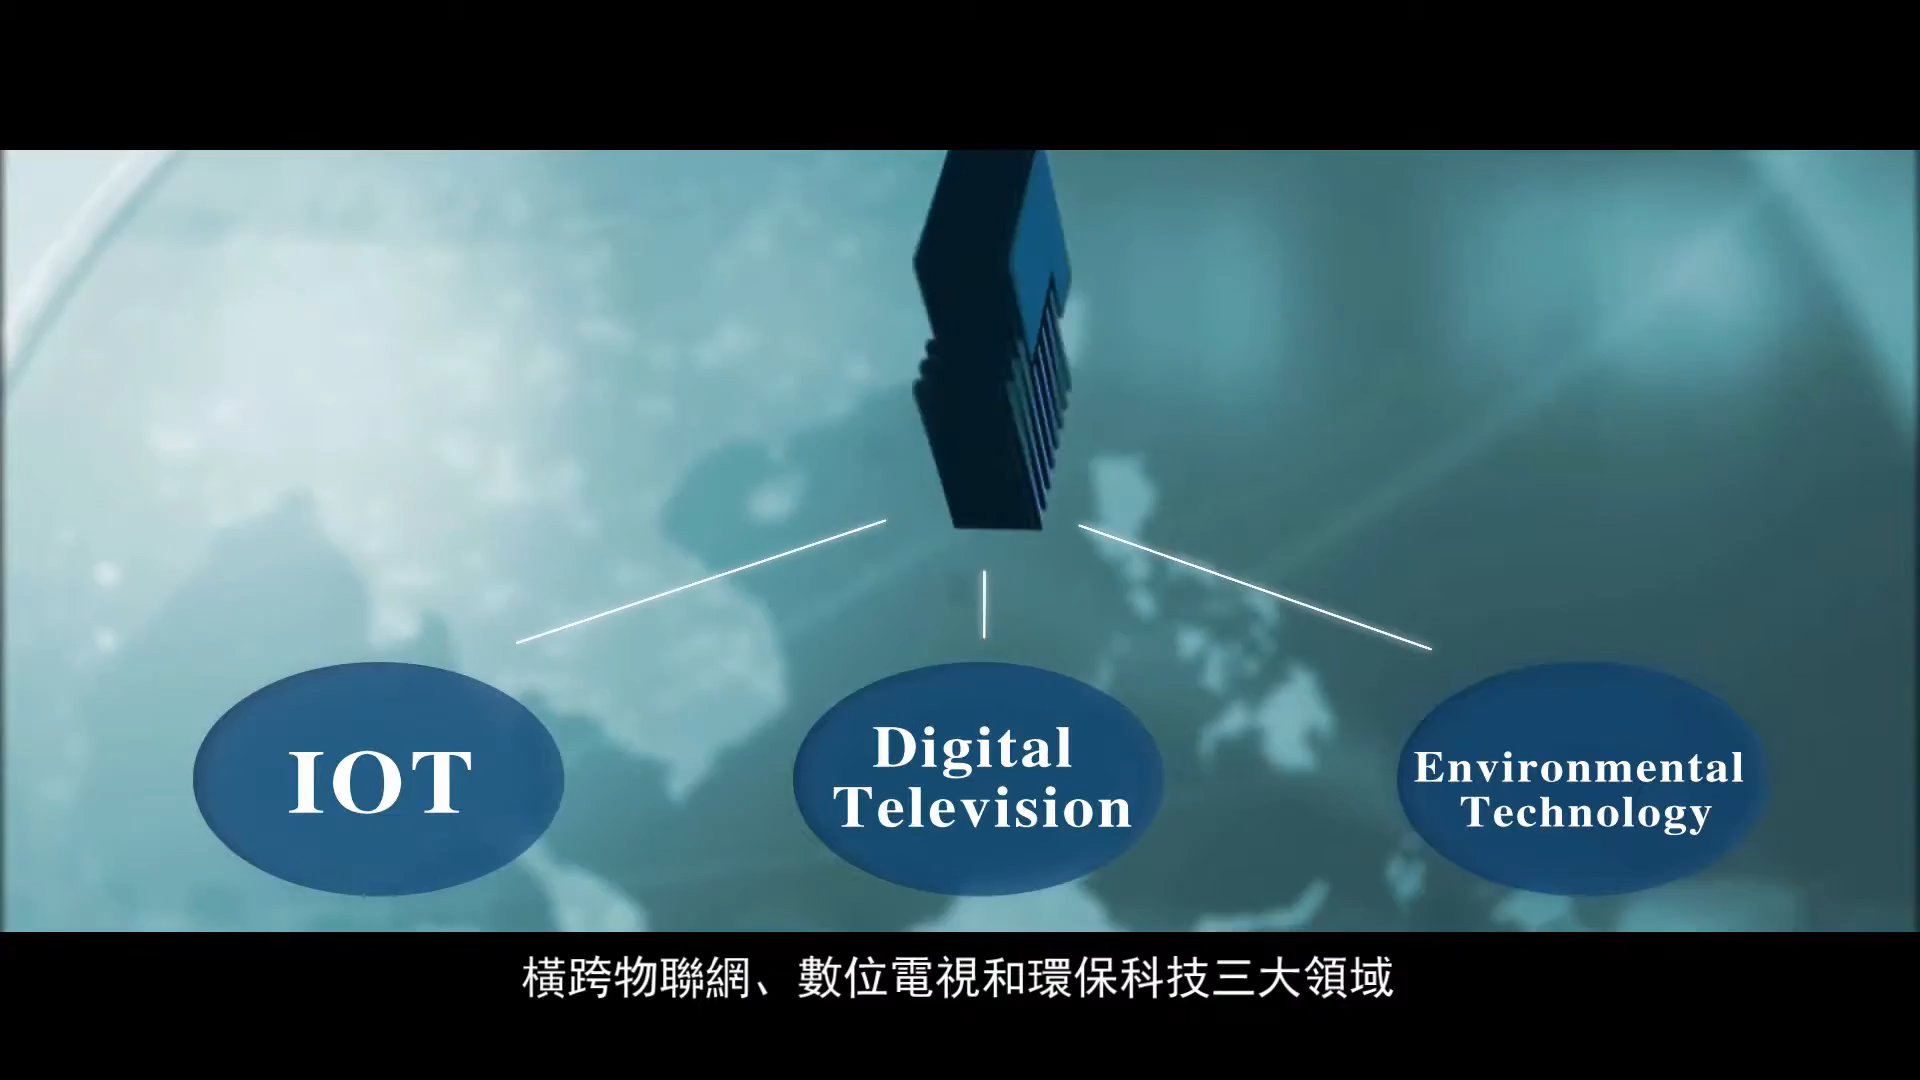 IOT
Digital
Television
Environmental
Technology
橫跨物聯網、數位電視和環保科技三大領域